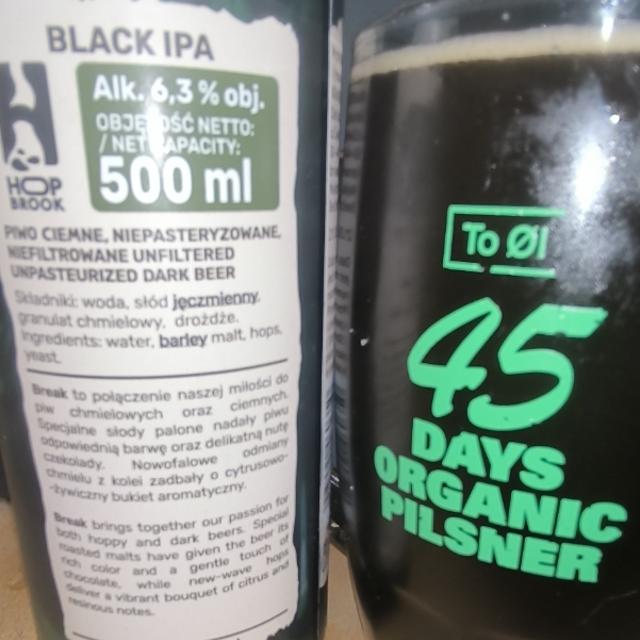 BLACK IPA
Alk. 6,3 % obj.
OBJĘTOŚĆ NETTO:
/ NET CAPACITY:
500 ml
HOP
BROOK
PIWO CIEMNE, NIEPASTERYZOWANE,
NIEFILTROWANE UNFILTERED
UNPASTEURIZED DARK BEER
Składniki: woda, słód jęczmienny,
granulat chmielowy, drożdże.
Ingredients: water, barley malt, hops,
yeast.
Break to połączenie naszej miłości do
piw chmielowych oraz ciemnych.
Specjalne słody palone nadały piwu
odpowiednią barwę oraz delikatną nutę
czekolady. Nowofalowe odmiany
chmielu z kolei zadbały o cytrusowo-
-żywiczny bukiet aromatyczny.
Break brings together our passion for
both hoppy and dark beers. Special
roasted malts have given the beer its
rich color and a gentle touch of
chocolate, while new-wave hops
deliver a vibrant bouquet of citrus and
resinous notes.
To Øl
45
DAYS
ORGANIC
PILSNER